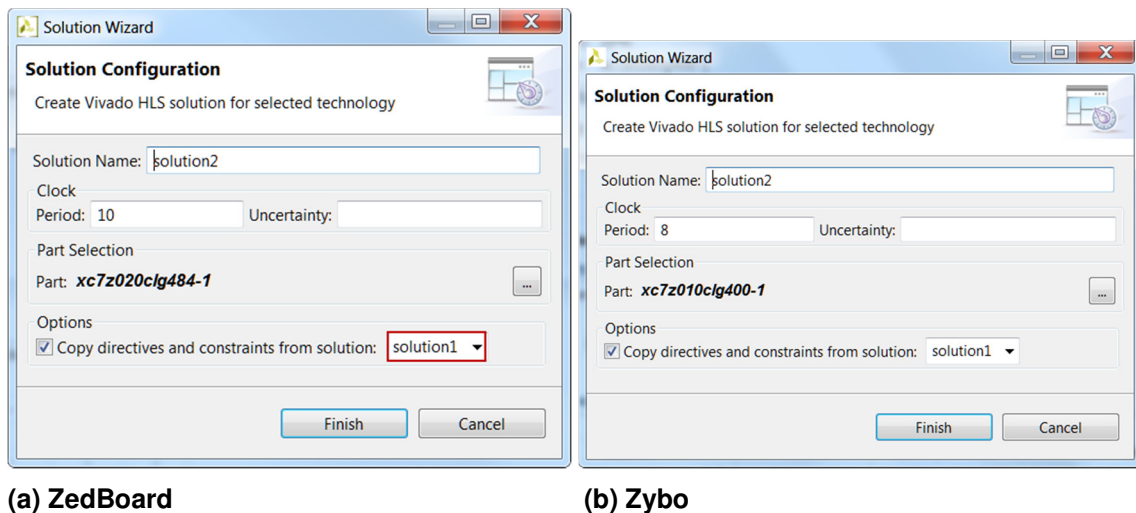 Solution Wizard
Solution Configuration
Create Vivado HLS solution for selected technology
Solution Name: solution2
Clock
Period: 10 Uncertainty:
Part Selection
Part: xc7z020clg484-1
...
Options
Copy directives and constraints from solution: solution1
Finish Cancel
(a) ZedBoard
Solution Wizard
Solution Configuration
Create Vivado HLS solution for selected technology
Solution Name: solution2
Clock
Period: 8 Uncertainty:
Part Selection
Part: xc7z010clg400-1
...
Options
Copy directives and constraints from solution: solution1
Finish Cancel
(b) Zybo